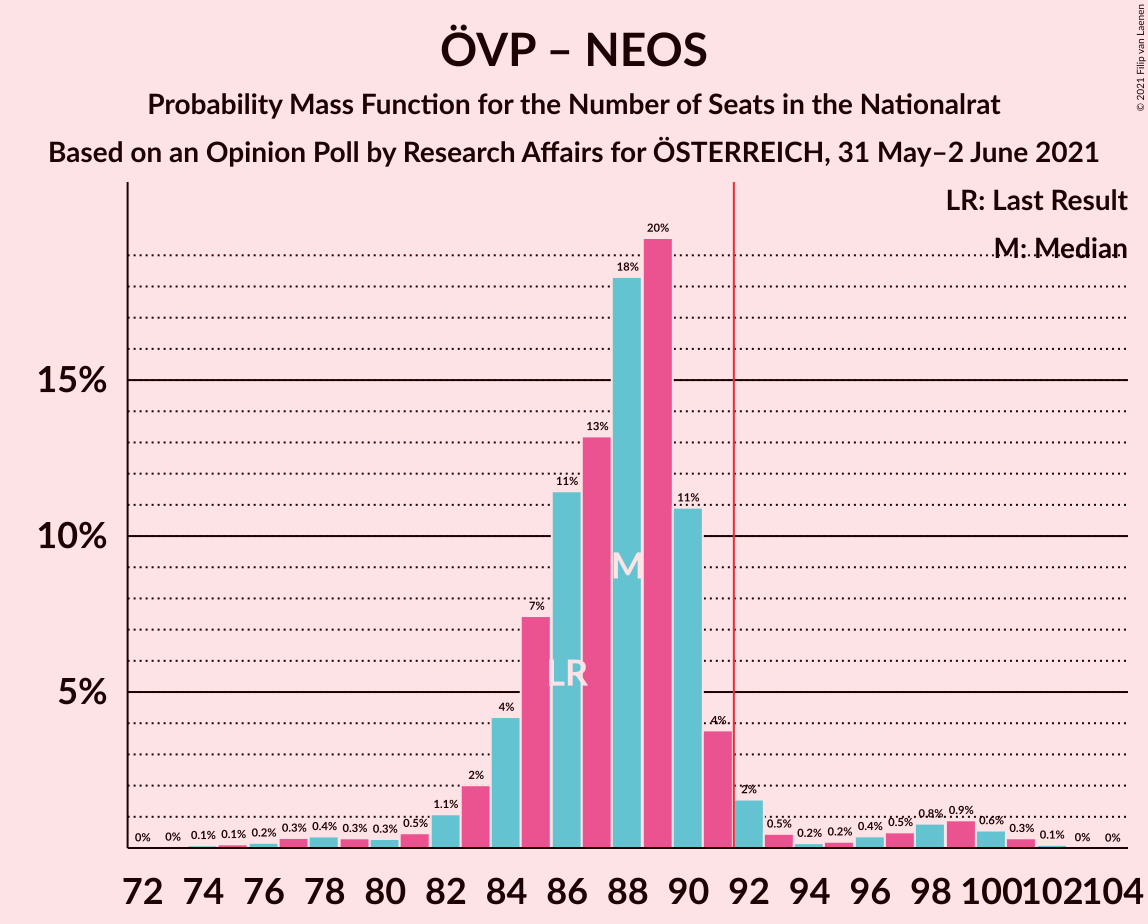 ÖVP – NEOS
Probability Mass Function for the Number of Seats in the Nationalrat
Based on an Opinion Poll by Research Affairs for ÖSTERREICH, 31 May–2 June 2021
© 2021 Filip van Laenen
LR: Last Result
M: Median
15%
10%
5%
0% 0% 0.1% 0.1% 0.2% 0.3% 0.4% 0.3% 0.3% 0.5% 1.1% 2% 4% 7% 11% 13% 18% 20% 11% 4% 2% 0.5% 0.2% 0.2% 0.4% 0.5% 0.8% 0.9% 0.6% 0.3% 0.1% 0% 0%
M
LR
72 74 76 78 80 82 84 86 88 90 92 94 96 98 100 102 104